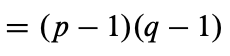 = (p − 1)(q − 1)